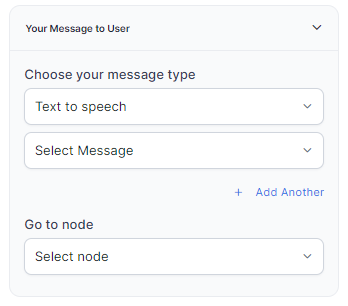 Your Message to User
Choose your message type
Text to speech
Select Message
+ Add Another
Go to node
Select node